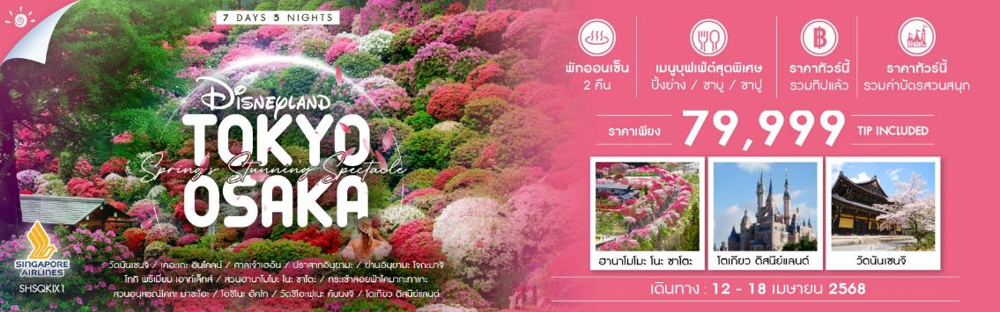 7 DAYS 5 NIGHTS
DISNEYLAND
TOKYO
Spring's Stunning Spectacle
OSAKA
SINGAPORE
AIRLINES
SHSQKIX1
วัดนันเซนจิ / เคอะเกะ อินไคลน์ / ศาลเจ้าเฮอัน / ปราสาทอินุยามะ / ย่านอินุยามะ โจกะมาจิ
โทกิ พรีเมี่ยม เอาท์เล็ทส์ / สวนฮานาโมโมะ โนะ ซาโตะ / กระเช้าลอยฟ้าโคมากะทาเกะ
สวนอนุสรณ์ไคทะ มาซะโอะ / โอชิโนะ ฮัคไก / วัดชิโอะฟุเนะ คันนงจิ / โตเกียว ดิสนีย์แลนด์
พักออนเซ็น
2 คืน
เมนูบุฟเฟ่ต์สุดพิเศษ
ปิ้งย่าง / ชาบู / ขาปู
฿
ราคาทัวร์นี้
รวมทิปแล้ว
ราคาทัวร์นี้
รวมค่าบัตรสวนสนุก
ราคาเพียง 79,999 TIP INCLUDED
ฮานาโมโมะ โนะ ซาโตะ
โตเกียว ดิสนีย์แลนด์
วัดนันเซนจิ
เดินทาง : 12 - 18 เมษายน 2568